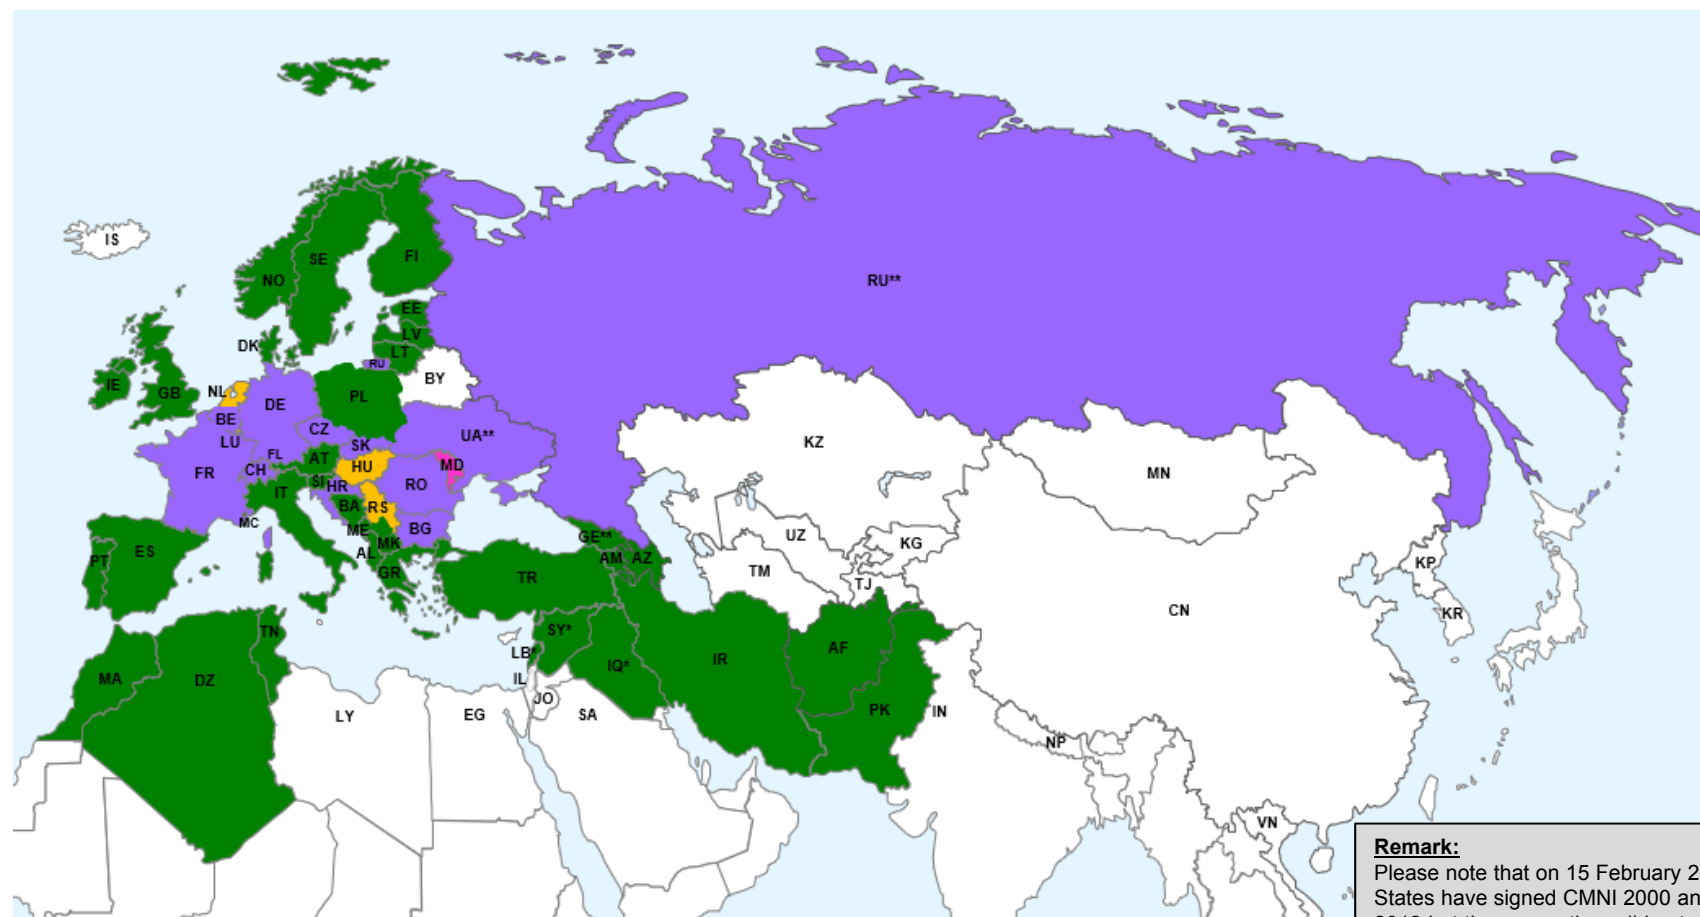 IS
NO
SE
FI
RU**
EE
LV
LT
DK
RU
BY
IE
GB
NL
PL
DE
BE
CZ
UA**
LU
SK
FL
AT
MD
KZ
FR
CH
HU
MN
IT
SI
HR
RO
BA
RS
MC
ME
BG
UZ
KG
PT
ES
AL
MK
GE**
AM
AZ
TM
TJ
KP
GR
TR
CN
KR
TN
SY*
LB*
IQ*
IR
AF
MA
DZ
IL
JO
LY
EG
SA
PK
IN
NP
VN
Remark:
Please note that on 15 February 2
States have signed CMNI 2000 an